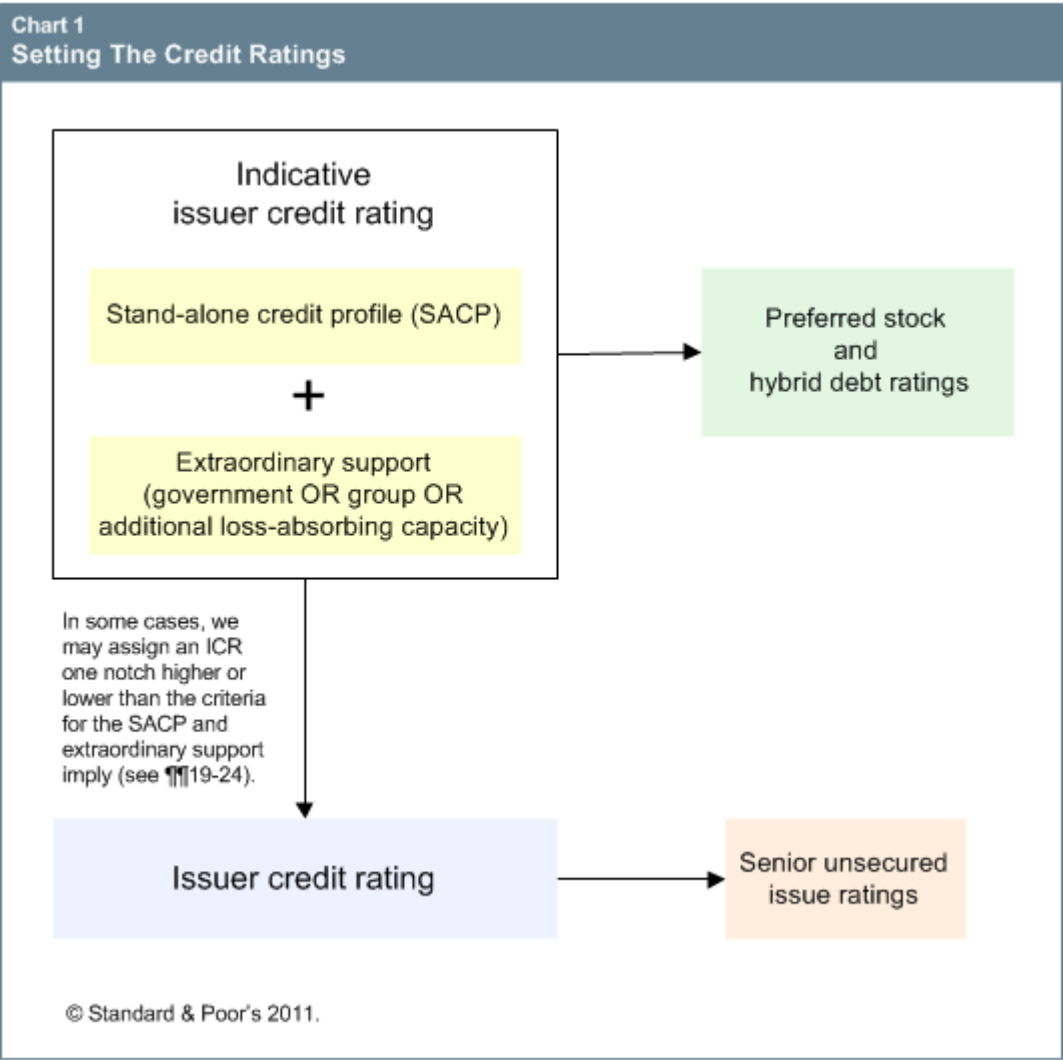 Chart 1
Setting The Credit Ratings
Indicative
issuer credit rating
Stand-alone credit profile (SACP)
+
Extraordinary support
(government OR group OR
additional loss-absorbing capacity)
Preferred stock
and
hybrid debt ratings
In some cases, we
may assign an ICR
one notch higher or
lower than the criteria
for the SACP and
extraordinary support
imply (see ¶¶19-24).
Issuer credit rating
Senior unsecured
issue ratings
© Standard & Poor's 2011.